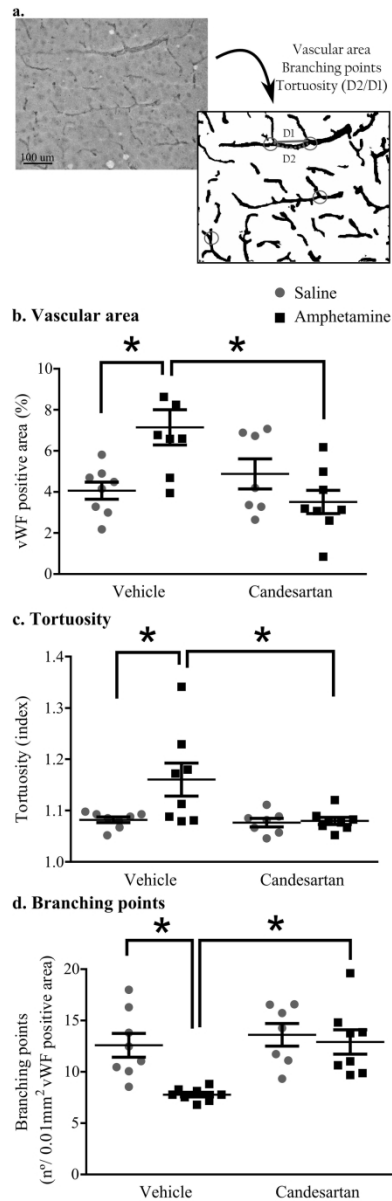 a.
Vascular area
Branching points
Tortuosity (D2/D1)
100 um
D1
D2
Saline
Amphetamine
b. Vascular area
*
*
10
8
6
4
2
0
vWF positive area (%)
Vehicle
Candesartan
c. Tortuosity
*
*
1.4
1.3
1.2
1.1
1.0
Tortuosity (index)
Vehicle
Candesartan
d. Branching points
*
*
20
15
10
5
0
Branching points
(nº/ 0.01mm² vWF positive area)
Vehicle
Candesartan